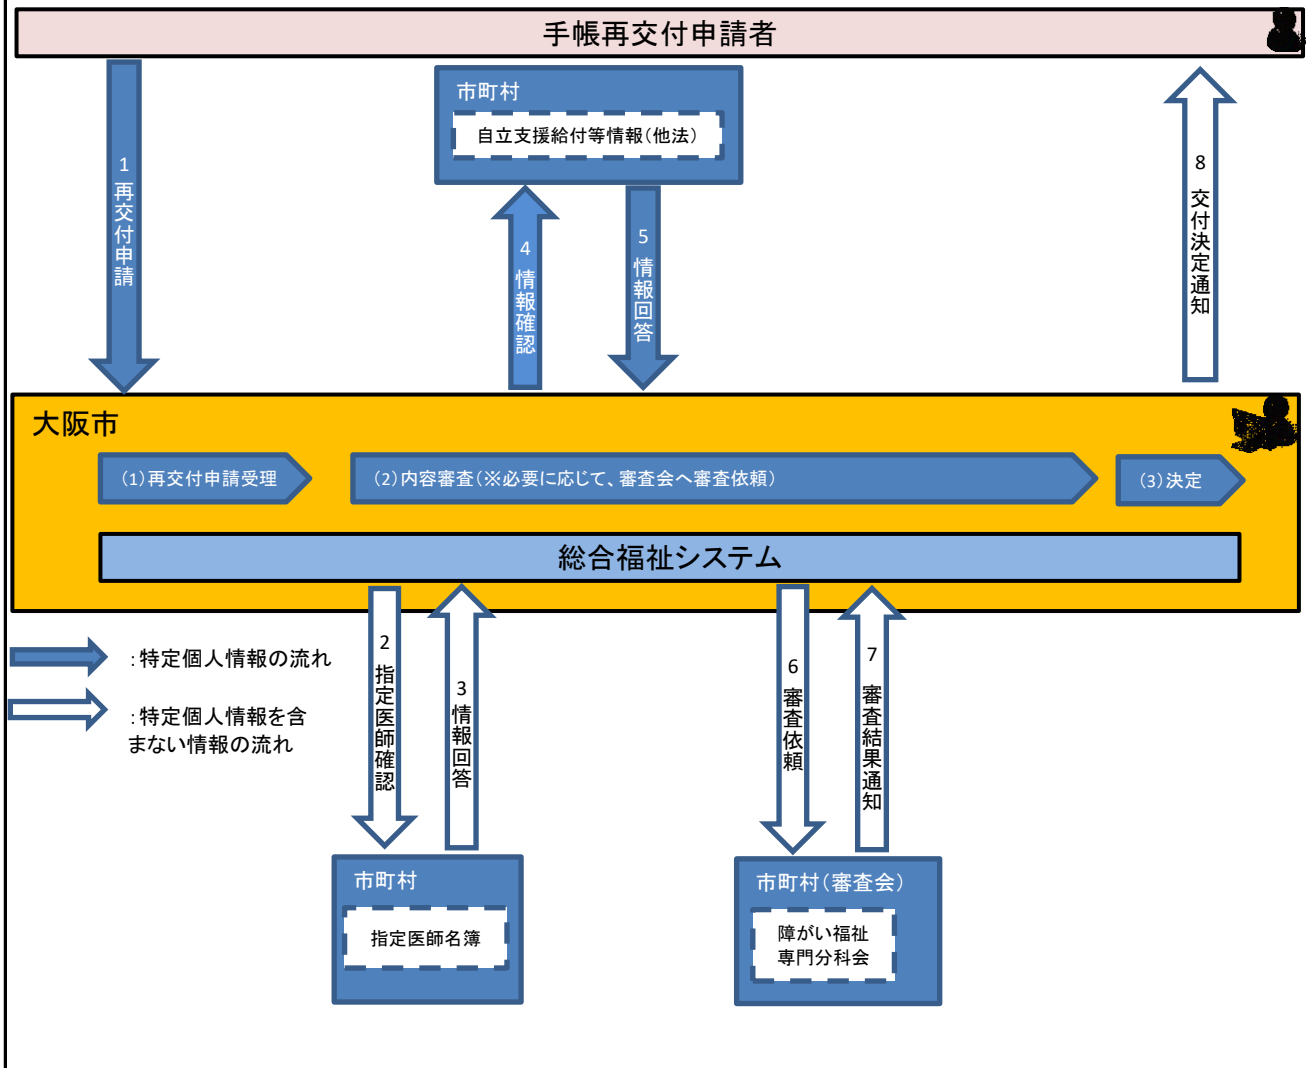 手帳再交付申請者
1 再交付申請
市町村
自立支援給付等情報（他法）
4 情報確認
5 情報回答
8 交付決定通知
大阪市
(1)再交付申請受理
(2)内容審査（※必要に応じて、審査会へ審査依頼）
(3)決定
総合福祉システム
：特定個人情報の流れ
：特定個人情報を含
まない情報の流れ
2 指定医師確認
3 情報回答
6 審査依頼
7 審査結果通知
市町村
指定医師名簿
市町村（審査会）
障がい福祉
専門分科会